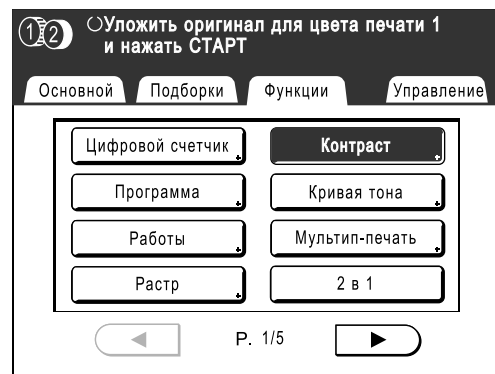 ①② Уложить оригинал для цвета печати 1
и нажать СТАРТ
Основной Подборки Функции Управление
Цифровой счетчик Контраст
Программа Кривая тона
Работы Мультип-печать
Растр 2 в 1
P. 1/5